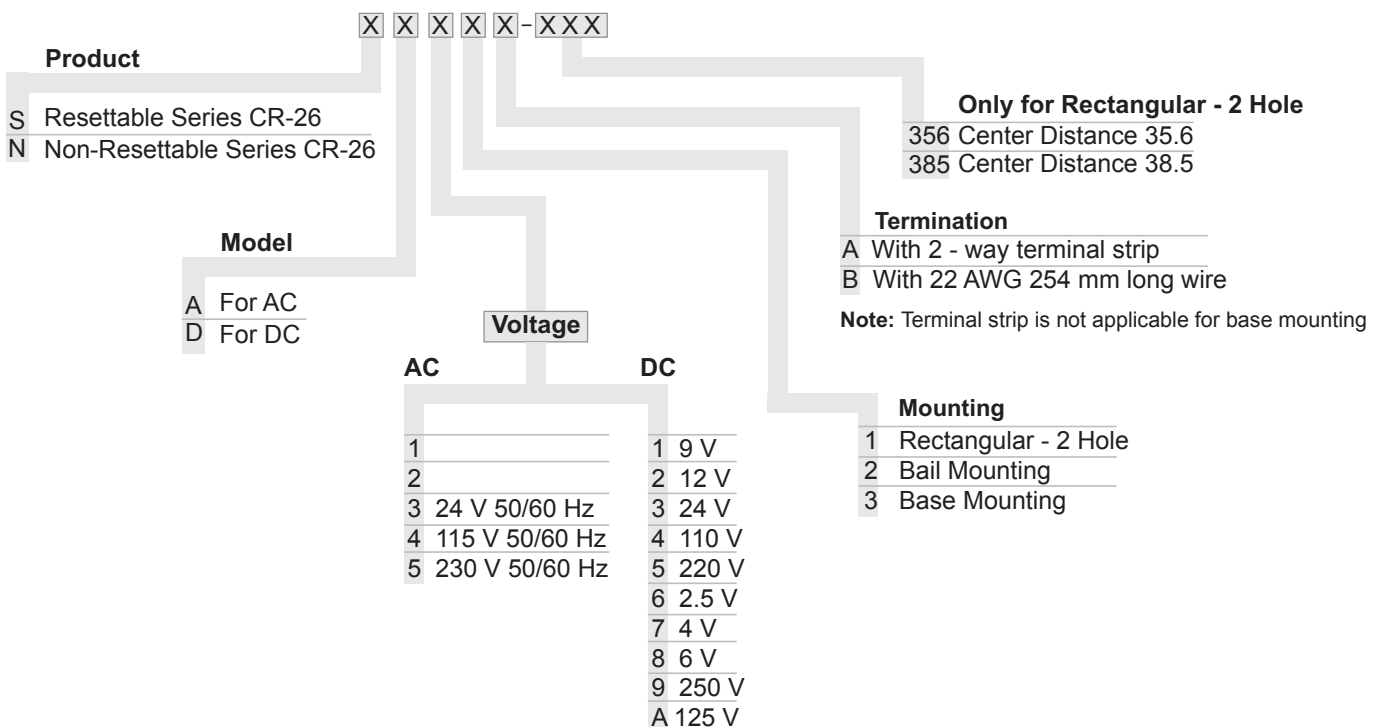 X X X X X-XXX
Product
S Resettable Series CR-26
N Non-Resettable Series CR-26
Only for Rectangular - 2 Hole
356 Center Distance 35.6
385 Center Distance 38.5
Termination
A With 2 - way terminal strip
B With 22 AWG 254 mm long wire
Note: Terminal strip is not applicable for base mounting
Model
A For AC
D For DC
Voltage
AC
1
2
3 24 V 50/60 Hz
4 115 V 50/60 Hz
5 230 V 50/60 Hz
DC
1 9 V
2 12 V
3 24 V
4 110 V
5 220 V
6 2.5 V
7 4 V
8 6 V
9 250 V
A 125 V
Mounting
1 Rectangular - 2 Hole
2 Bail Mounting
3 Base Mounting